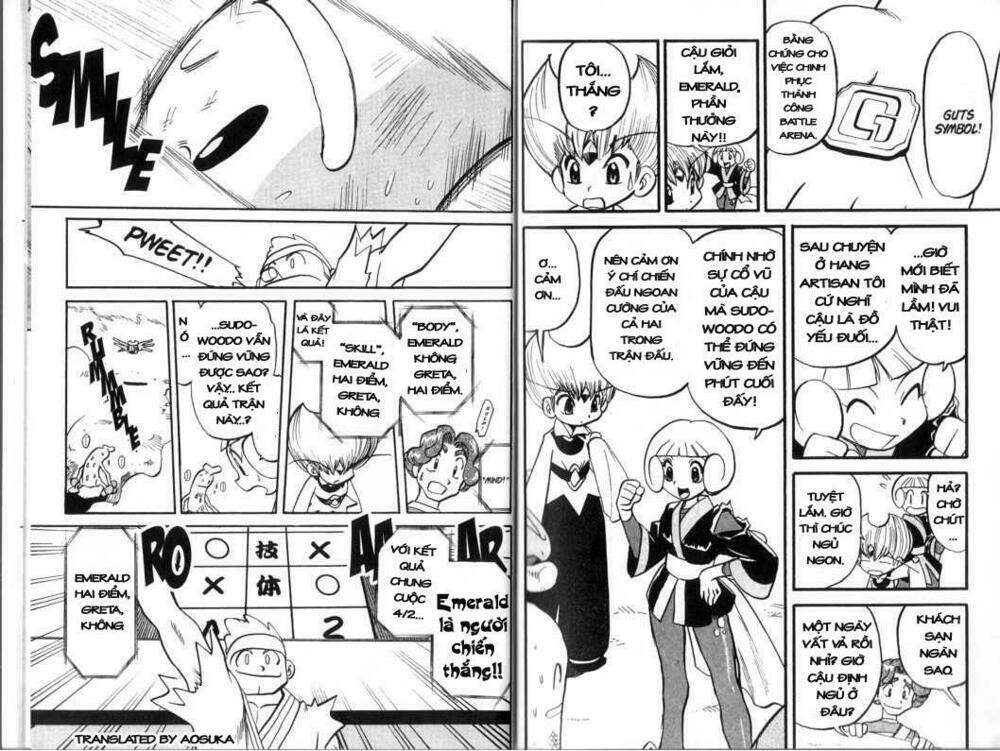 GUTS
SYMBOL!
BẰNG
CHỨNG CHO
VIỆC CHINH
PHỤC
THÀNH
CÔNG
BATTLE
ARENA.
G
CẬU GIỎI
LẮM,
EMERALD,
PHẦN
THƯỞNG
NÀY!!
TÔI...
THẮNG
?
...GIỜ
MỚI BIẾT
MÌNH ĐÃ
LẦM! VUI
THẬT!
SAU CHUYỆN
Ở HANG
ARTISAN TÔI
CỨ NGHĨ
CẬU LÀ ĐỒ
YẾU ĐUỐI...
CHÍNH NHỜ
SỰ CỔ VŨ
CỦA CẬU
MÀ SUDO-
WOODO CÓ
THỂ ĐỨNG
VỮNG ĐẾN
PHÚT CUỐI
ĐẤY!
NÊN CẢM ƠN
Ý CHÍ CHIẾN
ĐẤU NGOAN
CƯỜNG CỦA
CẢ HAI
TRONG
TRẬN ĐẤU.
Ơ...
CẢM
ƠN...
HẢ?
CHỜ
CHÚT
...
TUYỆT
LẮM. GIỜ
THÌ CHÚC
NGỦ
NGON.
KHÁCH
SẠN
NGÀN
SAO.
MỘT NGÀY
VẤT VẢ RỒI
NHỈ? GIỜ
CẬU ĐỊNH
NGỦ Ở
ĐÂU?
SMILE
PWEET!!
"MIND!"
"BODY",
EMERALD
KHÔNG
GRETA,
HAI ĐIỂM.
"SKILL",
EMERALD
HAI ĐIỂM,
GRETA,
KHÔNG
VÀ ĐÂY
LÀ KẾT
QUẢ!
...SUDO-
WOODO VẪN
ĐỨNG VỮNG
ĐƯỢC SAO?
VẬY.. KẾT
QUẢ TRẬN
NÀY...?
NÓ
...
RUMMBLE
ROAAAR...
VỚI KẾT
QUẢ
CHUNG
CUỘC
4/2...
Emerald
là người
chiến
thắng!!
○ 技 ×
× 体 ○
2
EMERALD
HAI ĐIỂM,
GRETA,
KHÔNG
TRANSLATED BY AOSUKA